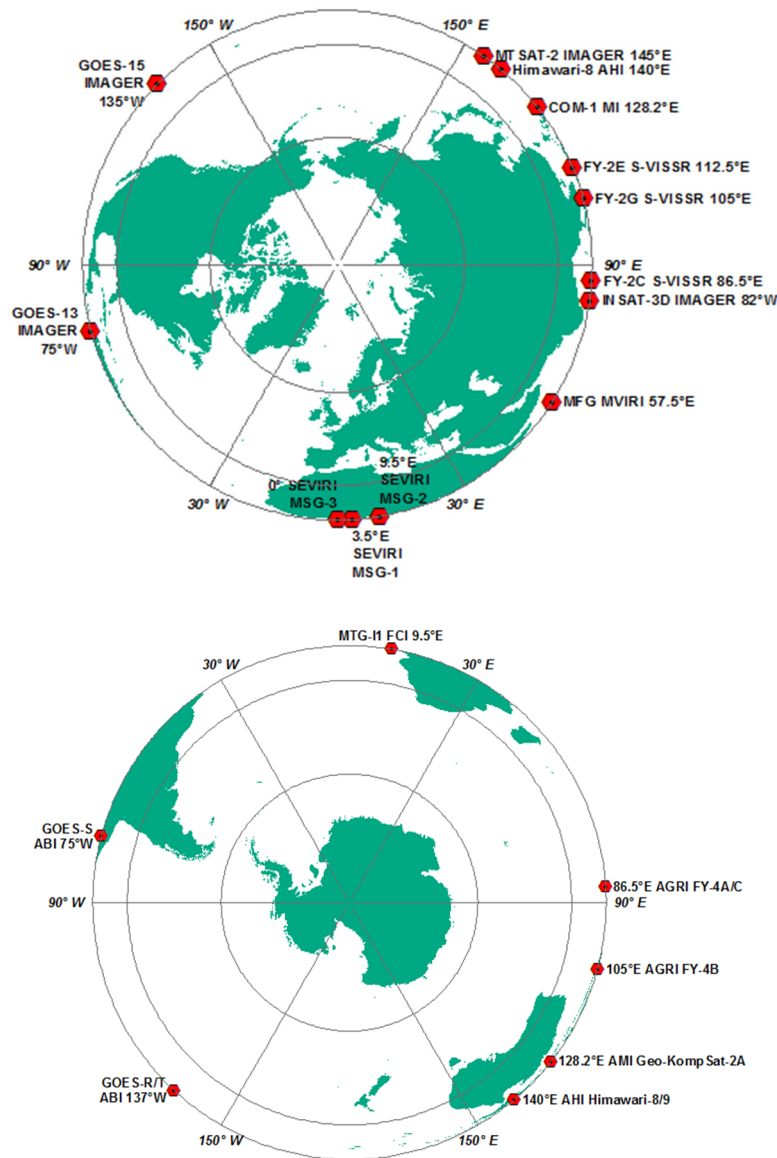 150° W
150° E
GOES-15
IMAGER
135°W
MTSAT-2 IMAGER 145°E
Himawari-8 AHI 140°E
COM-1 MI 128.2°E
FY-2E S-VISSR 112.5°E
FY-2G S-VISSR 105°E
90° W
90° E
FY-2C S-VISSR 86.5°E
INSAT-3D IMAGER 82°W
GOES-13
IMAGER
75°W
MFG MVIRI 57.5°E
30° W
0° SEVIRI
MSG-3
9.5°E
SEVIRI
MSG-2
30° E
3.5°E
SEVIRI
MSG-1
MTG-I1 FCI 9.5°E
30° W
30° E
GOES-S
ABI 75°W
90° W
86.5°E AGRI FY-4A/C
90° E
105°E AGRI FY-4B
128.2°E AMI Geo-KompSat-2A
GOES-R/T
ABI 137°W
140°E AHI Himawari-8/9
150° W
150° E